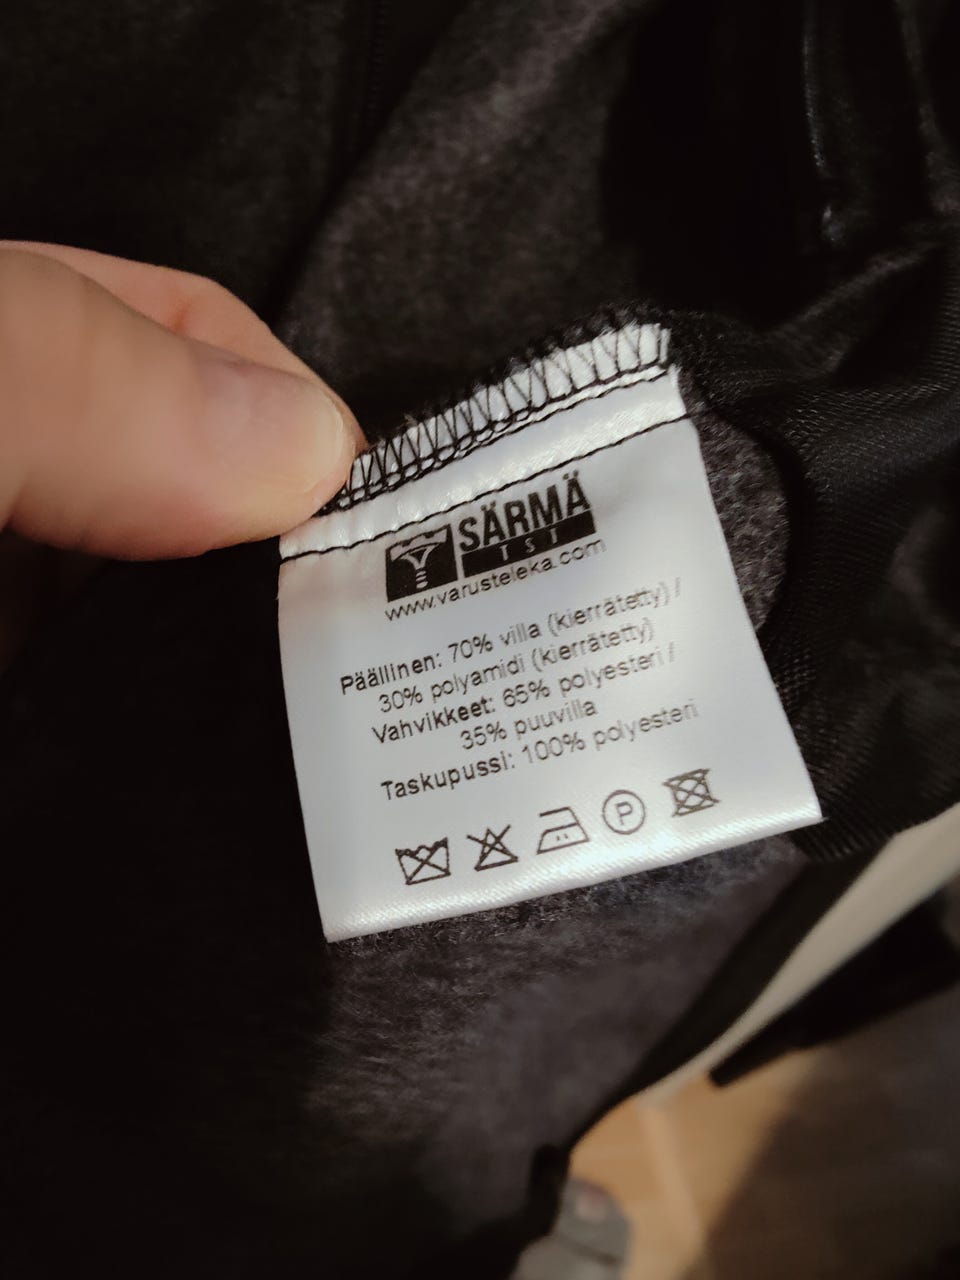 SÄRMÄ
TST
www.varusteleka.com
Päällinen: 70% villa (kierrätetty) /
30% polyamidi (kierrätetty)
Vahvikkeet: 65% polyesteri /
35% puuvilla
Taskupussi: 100% polyesteri
P